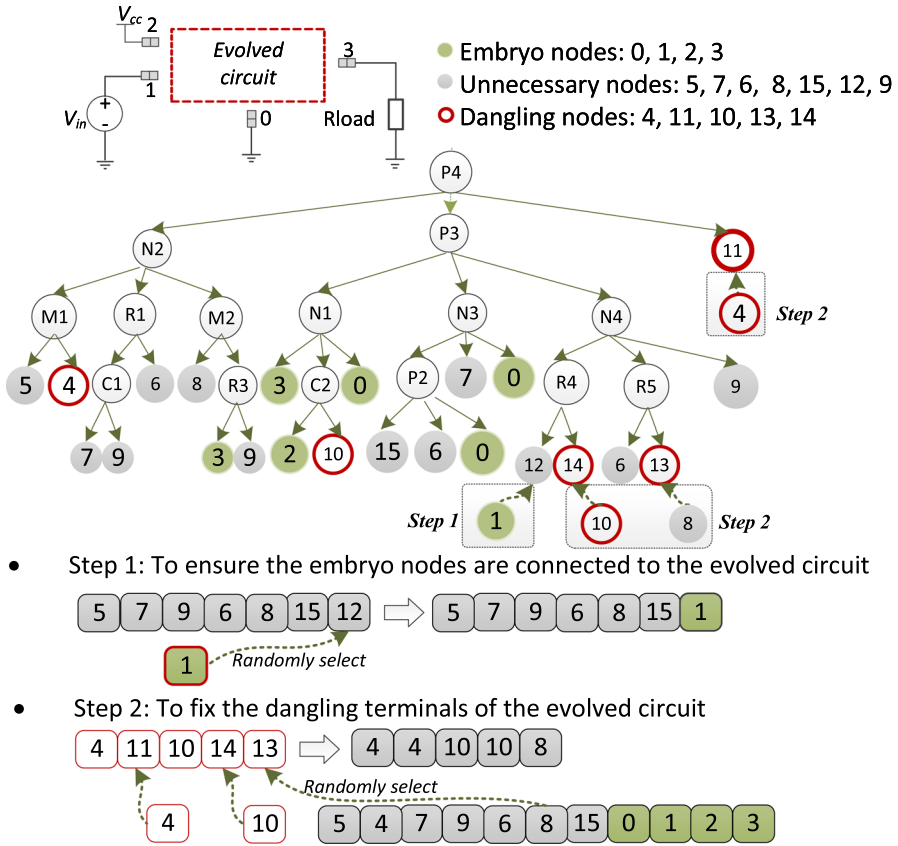 Vcc 2
Evolved circuit
3
1
0
Vin
+
-
Rload
Embryo nodes: 0, 1, 2, 3
Unnecessary nodes: 5, 7, 6, 8, 15, 12, 9
Dangling nodes: 4, 11, 10, 13, 14
P4
N2 P3 11
M1 R1 M2 N1 N3 N4 4 Step 2
5 4 C1 6 8 R3 3 C2 0 P2 7 0 R4 R5 9
7 9 3 9 2 10 15 6 0 12 14 6 13
Step 1 1 10 8 Step 2
• Step 1: To ensure the embryo nodes are connected to the evolved circuit
5 7 9 6 8 15 12 5 7 9 6 8 15 1
1 Randomly select
• Step 2: To fix the dangling terminals of the evolved circuit
4 11 10 14 13 4 4 10 10 8
Randomly select
4 10 5 4 7 9 6 8 15 0 1 2 3